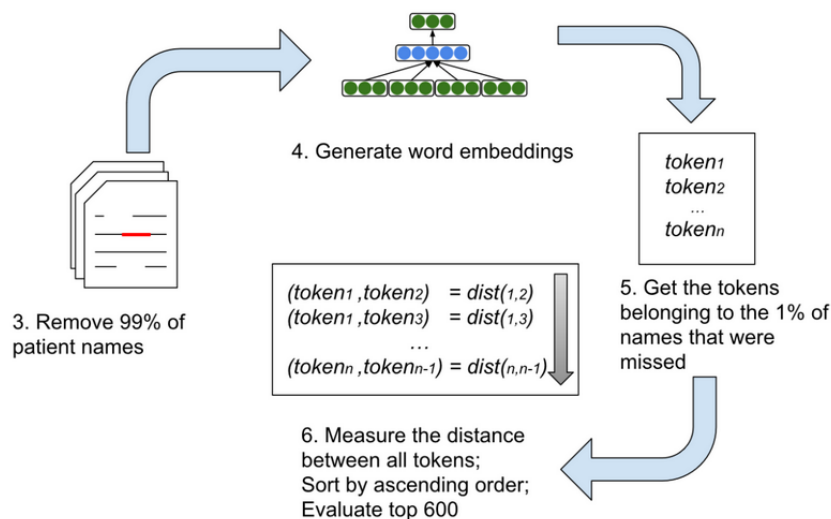 4. Generate word embeddings
token1
token2
...
tokenn
3. Remove 99% of
patient names
(token1 ,token2) = dist(1,2)
(token1 ,token3) = dist(1,3)
...
(tokenn ,tokenn-1) = dist(n,n-1)
5. Get the tokens
belonging to the 1% of
names that were
missed
6. Measure the distance
between all tokens;
Sort by ascending order;
Evaluate top 600